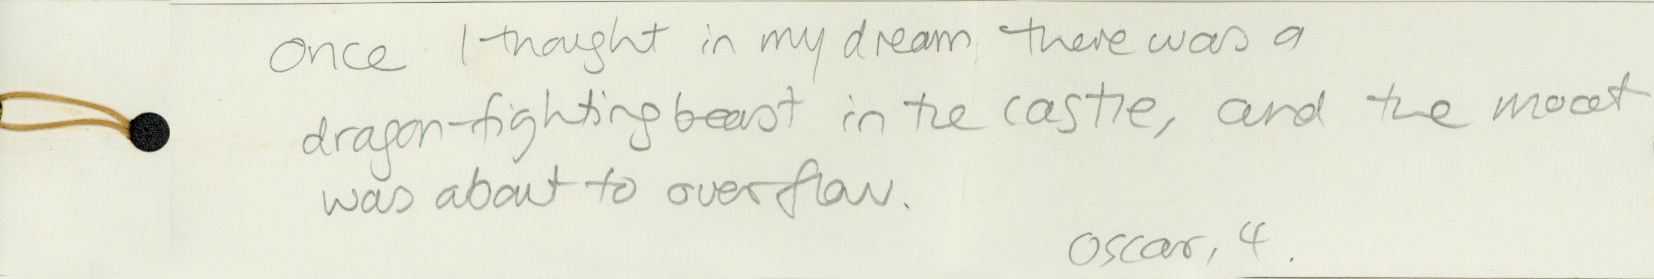 Once I thought in my dream there was a
dragon-fighting beast in the castle, and the moat
was about to overflow.
Oscar, 4.